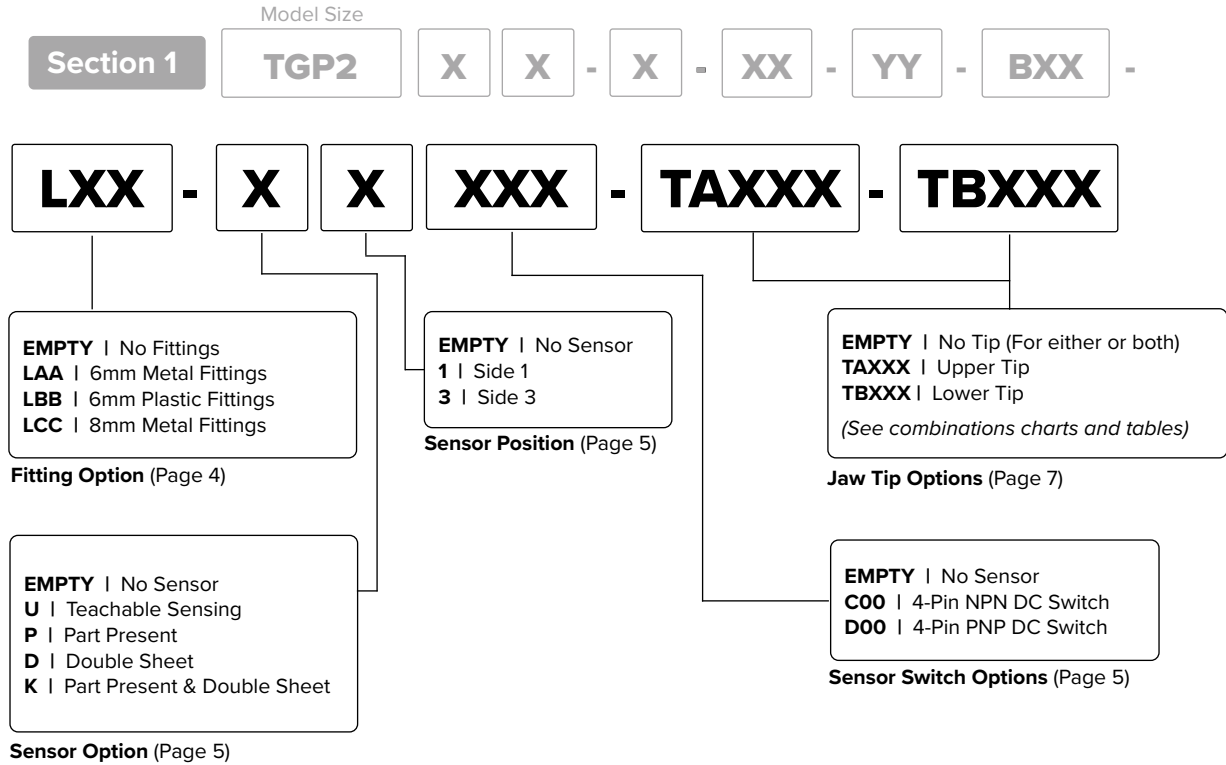 Model Size
Section 1 TGP2 X X - X - XX - YY - BXX -
LXX - X X XXX - TAXXX - TBXXX
EMPTY | No Fittings
LAA | 6mm Metal Fittings
LBB | 6mm Plastic Fittings
LCC | 8mm Metal Fittings
Fitting Option (Page 4)
EMPTY | No Sensor
1 | Side 1
3 | Side 3
Sensor Position (Page 5)
EMPTY | No Tip (For either or both)
TAXXX | Upper Tip
TBXXX | Lower Tip
(See combinations charts and tables)
Jaw Tip Options (Page 7)
EMPTY | No Sensor
U | Teachable Sensing
P | Part Present
D | Double Sheet
K | Part Present & Double Sheet
Sensor Option (Page 5)
EMPTY | No Sensor
C00 | 4-Pin NPN DC Switch
D00 | 4-Pin PNP DC Switch
Sensor Switch Options (Page 5)